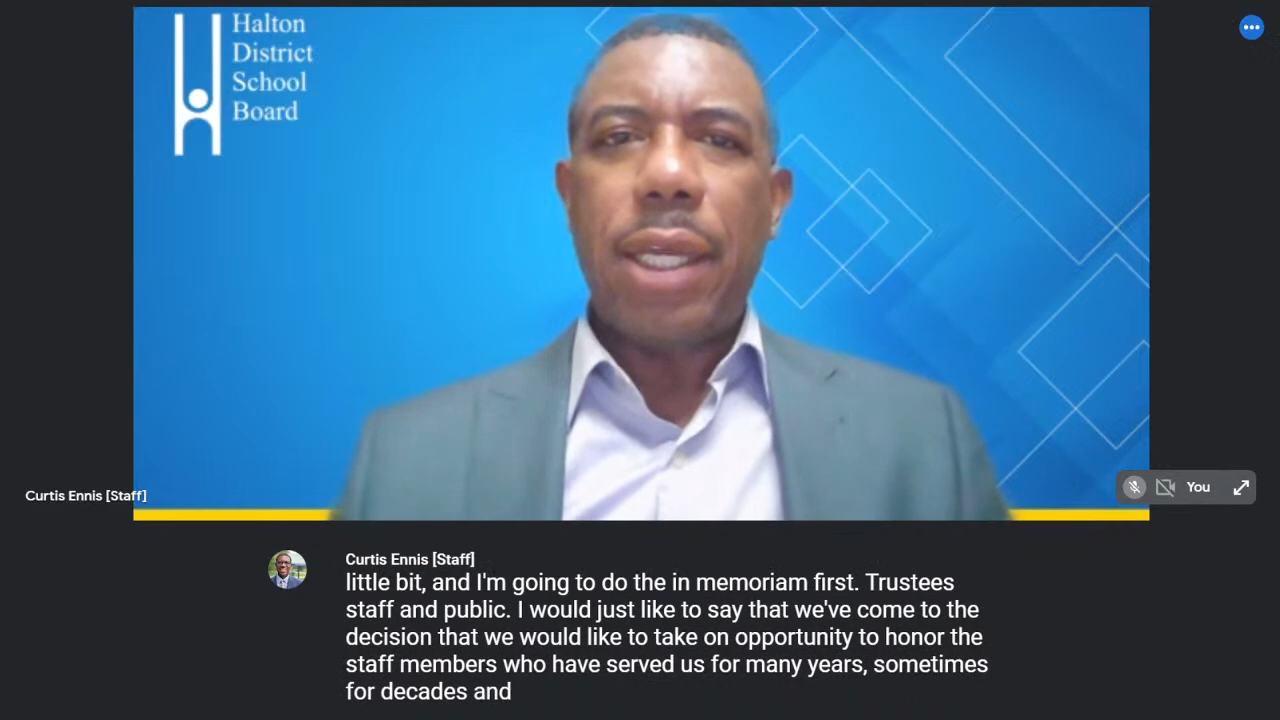 Halton
District
School
Board
Curtis Ennis [Staff]
You
Curtis Ennis [Staff]
little bit, and I'm going to do the in memoriam first. Trustees
staff and public. I would just like to say that we've come to the
decision that we would like to take on opportunity to honor the
staff members who have served us for many years, sometimes
for decades and